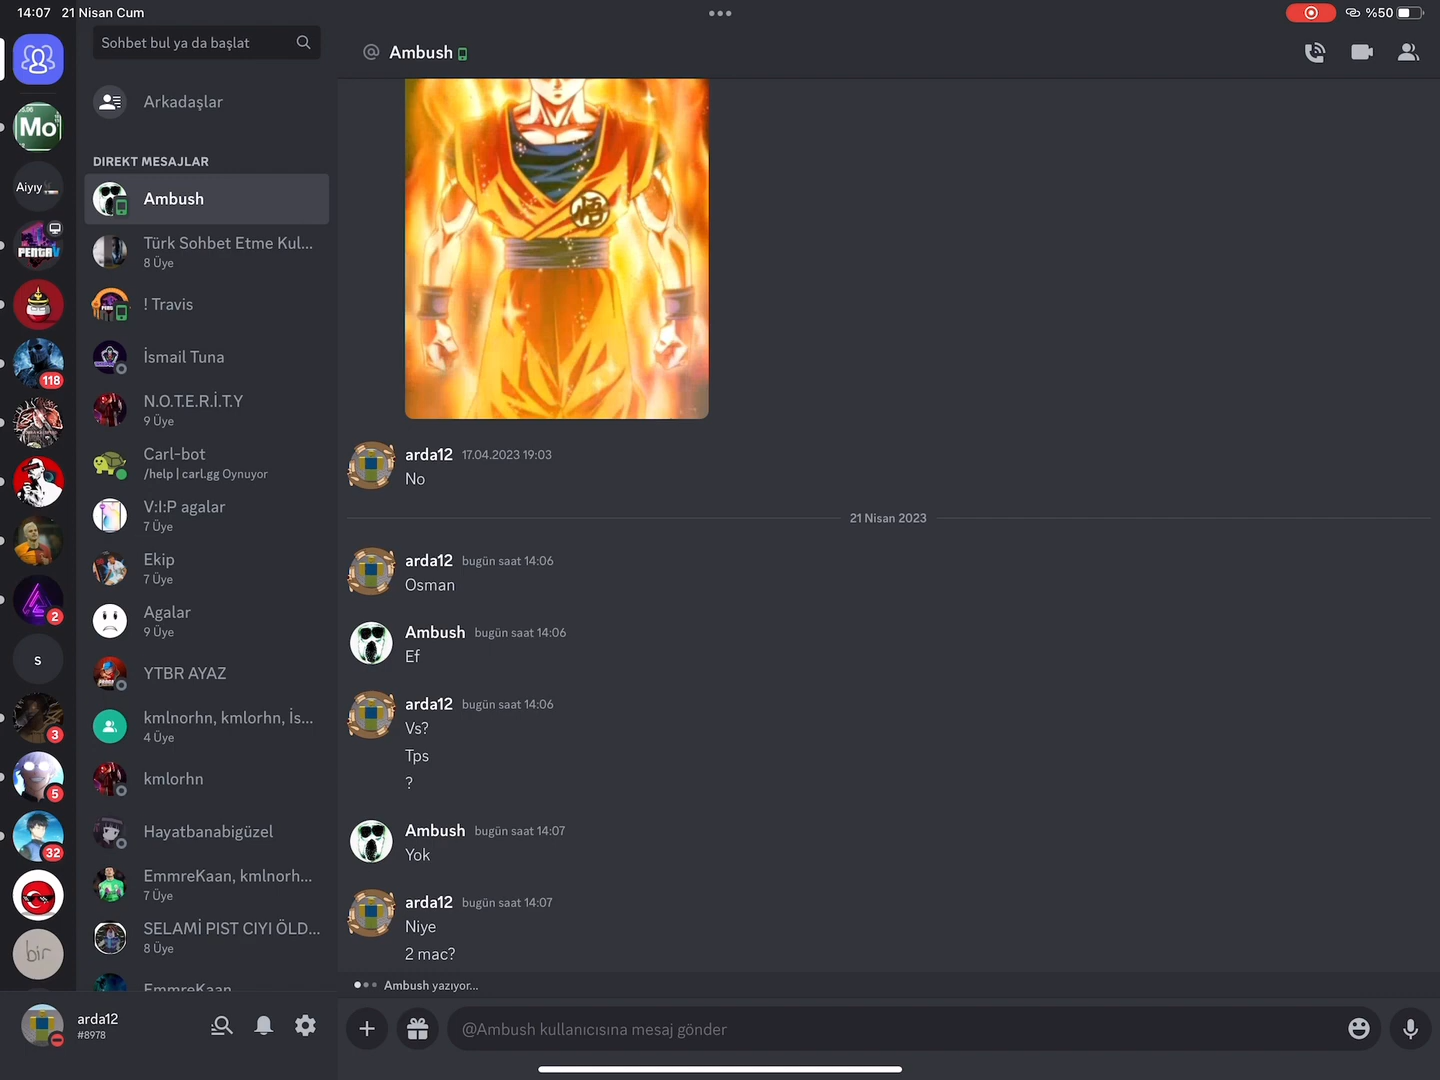 14:07 21 Nisan Cum
%50
Sohbet bul ya da başlat
Arkadaşlar
DIREKT MESAJLAR
Ambush
Türk Sohbet Etme Kul...
8 Üye
! Travis
İsmail Tuna
N.O.T.E.R.İ.T.Y
9 Üye
Carl-bot
/help | carl.gg Oynuyor
V:I:P agalar
7 Üye
Ekip
7 Üye
Agalar
9 Üye
YTBR AYAZ
kmlnorhn, kmlorhn, İs...
4 Üye
kmlorhn
Hayatbanabigüzel
EmmreKaan, kmlnorh...
7 Üye
SELAMİ PIST CIYI ÖLD...
8 Üye
EmmreKaan
arda12
#8978
Mo
Aiyıy
PENTA V
118
2
s
3
5
32
bir
@ Ambush
悟
arda12 17.04.2023 19:03
No
21 Nisan 2023
arda12 bugün saat 14:06
Osman
Ambush bugün saat 14:06
Ef
arda12 bugün saat 14:06
Vs?
Tps
?
Ambush bugün saat 14:07
Yok
arda12 bugün saat 14:07
Niye
2 mac?
Ambush yazıyor...
@Ambush kullanıcısına mesaj gönder